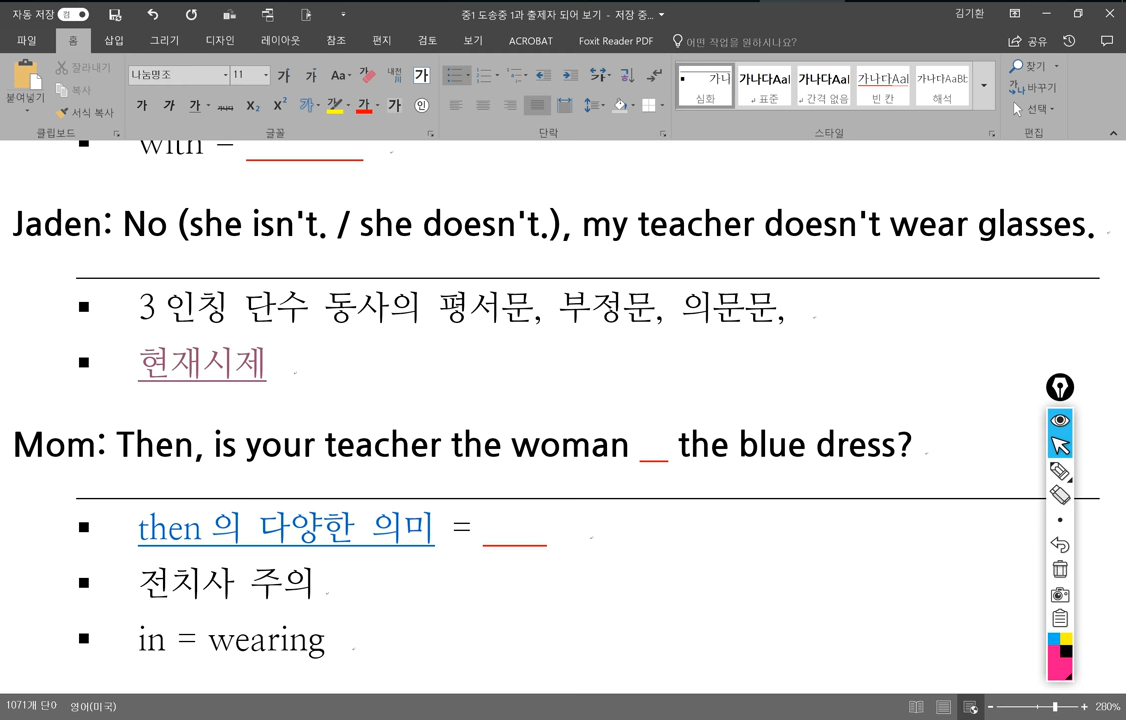 자동 저장 컴 중1 도송중 1과 출제자 되어 보기 - 저장 중... 김기환
파일 홈 삽입 그리기 디자인 레이아웃 참조 편지 검토 보기 ACROBAT Foxit Reader PDF 어떤 작업을 원하시나요? 공유
잘라내기
복사
서식 복사
붙여넣기
클립보드
나눔명조 11
글꼴
단락
가나 가나다AaI 가나다AaI 가나다AaI 가나다AaBb
심화 표준 간격 없음 빈 칸 해석
스타일
찾기
바꾸기
선택
편집
with =
Jaden: No (she isn't. / she doesn't.), my teacher doesn't wear glasses.
3인칭 단수 동사의 평서문, 부정문, 의문문,
현재시제
Mom: Then, is your teacher the woman __ the blue dress?
then의 다양한 의미 =
전치사 주의
in = wearing
1071개 단어 영어(미국) 280%